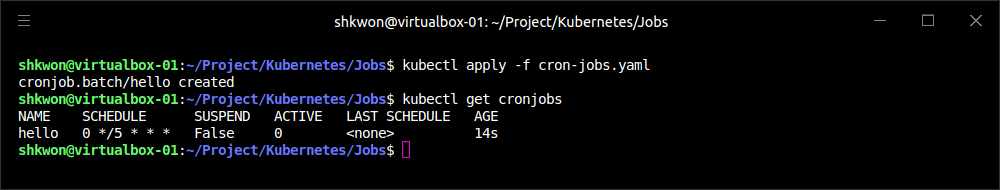 shkwon@virtualbox-01: ~/Project/Kubernetes/Jobs
shkwon@virtualbox-01:~/Project/Kubernetes/Jobs$ kubectl apply -f cron-jobs.yaml
cronjob.batch/hello created
shkwon@virtualbox-01:~/Project/Kubernetes/Jobs$ kubectl get cronjobs
NAME    SCHEDULE      SUSPEND   ACTIVE   LAST SCHEDULE   AGE
hello   0 */5 * * *   False     0        <none>          14s
shkwon@virtualbox-01:~/Project/Kubernetes/Jobs$